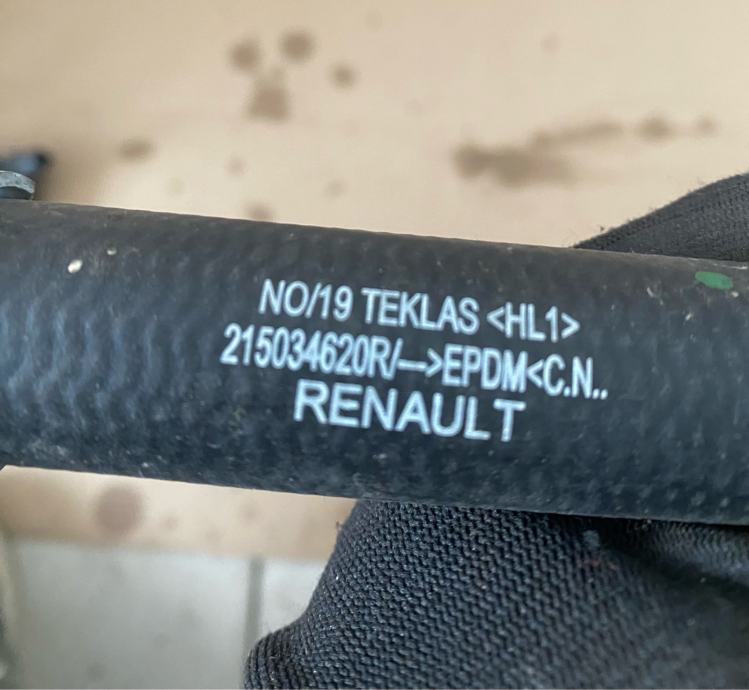 NO/19 TEKLAS <HL1>
215034620R/-->EPDM<C.N..
RENAULT